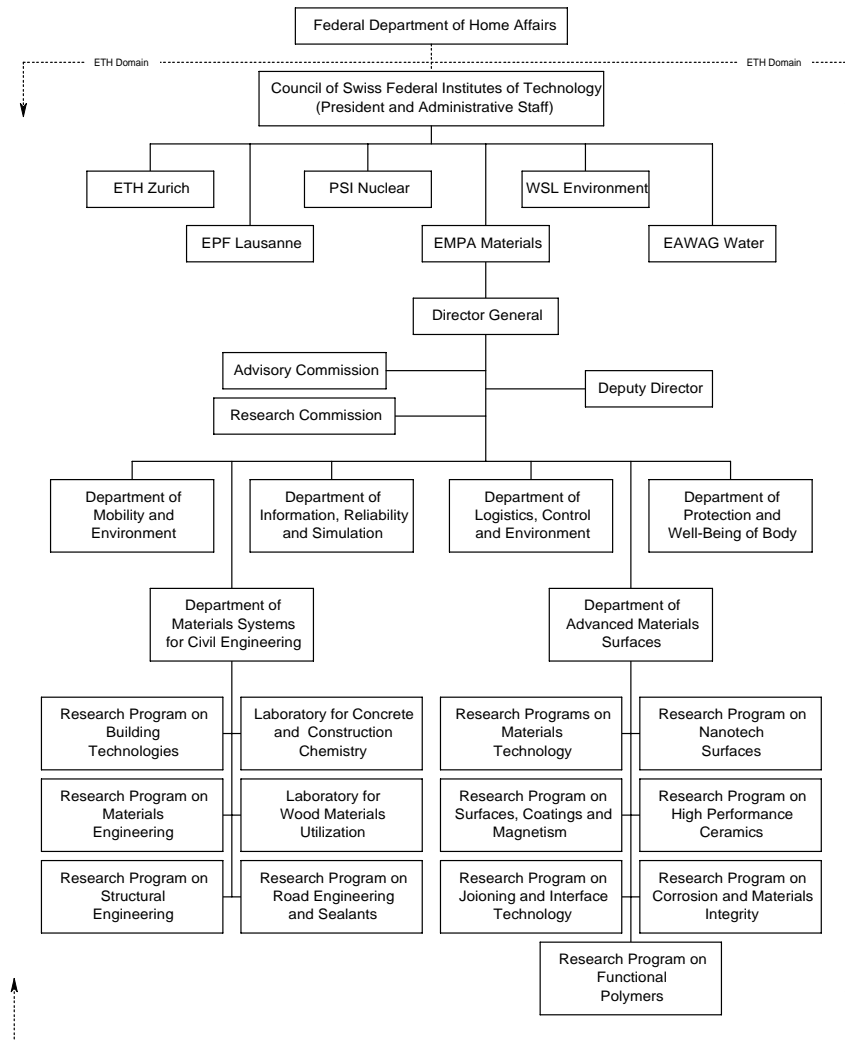 Federal Department of Home Affairs
ETH Domain
ETH Domain
Council of Swiss Federal Institutes of Technology
(President and Administrative Staff)
ETH Zurich
PSI Nuclear
WSL Environment
EPF Lausanne
EMPA Materials
EAWAG Water
Director General
Advisory Commission
Deputy Director
Research Commission
Department of
Mobility and
Environment
Department of
Information, Reliability
and Simulation
Department of
Logistics, Control
and Environment
Department of
Protection and
Well-Being of Body
Department of
Materials Systems
for Civil Engineering
Department of
Advanced Materials
Surfaces
Research Program on
Building
Technologies
Laboratory for Concrete
and Construction
Chemistry
Research Programs on
Materials
Technology
Research Program on
Nanotech
Surfaces
Research Program on
Materials
Engineering
Laboratory for
Wood Materials
Utilization
Research Program on
Surfaces, Coatings and
Magnetism
Research Program on
High Performance
Ceramics
Research Program on
Structural
Engineering
Research Program on
Road Engineering
and Sealants
Research Program on
Joioning and Interface
Technology
Research Program on
Corrosion and Materials
Integrity
Research Program on
Functional
Polymers